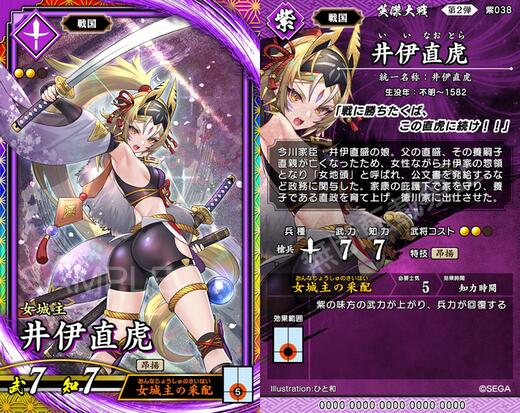 戦国
SAMPLE
女城主
井伊直虎
昂揚
武7 知7
おんなじょうしゅのさいはい
女城主の采配
5
紫
戦国
英傑大戦
第2弾
紫038
いいなおとら
井伊直虎
統一名称：井伊直虎
生没年：不明～1582
「戦に勝ちたくば、
この直虎に続け！！」
今川家臣・井伊直盛の娘。父の直盛、その養嗣子
直親が亡くなったため、女性ながら井伊家の惣領
となり「女地頭」と呼ばれ、公文書を発給するな
ど政務に関与した。家康の庇護下で家を守り、養
子である直政を育て上げ、徳川家に出仕させた。
兵種 武力 知力 武将コスト
槍兵 7 7 特技 昂揚
おんなじょうしゅのさいはい 必要士気 効果時間
女城主の采配 5 知力時間
紫の味方の武力が上がり、兵力が回復する
効果範囲
Illustration:ひと和
©SEGA
0000 0000 0000 0000 0000